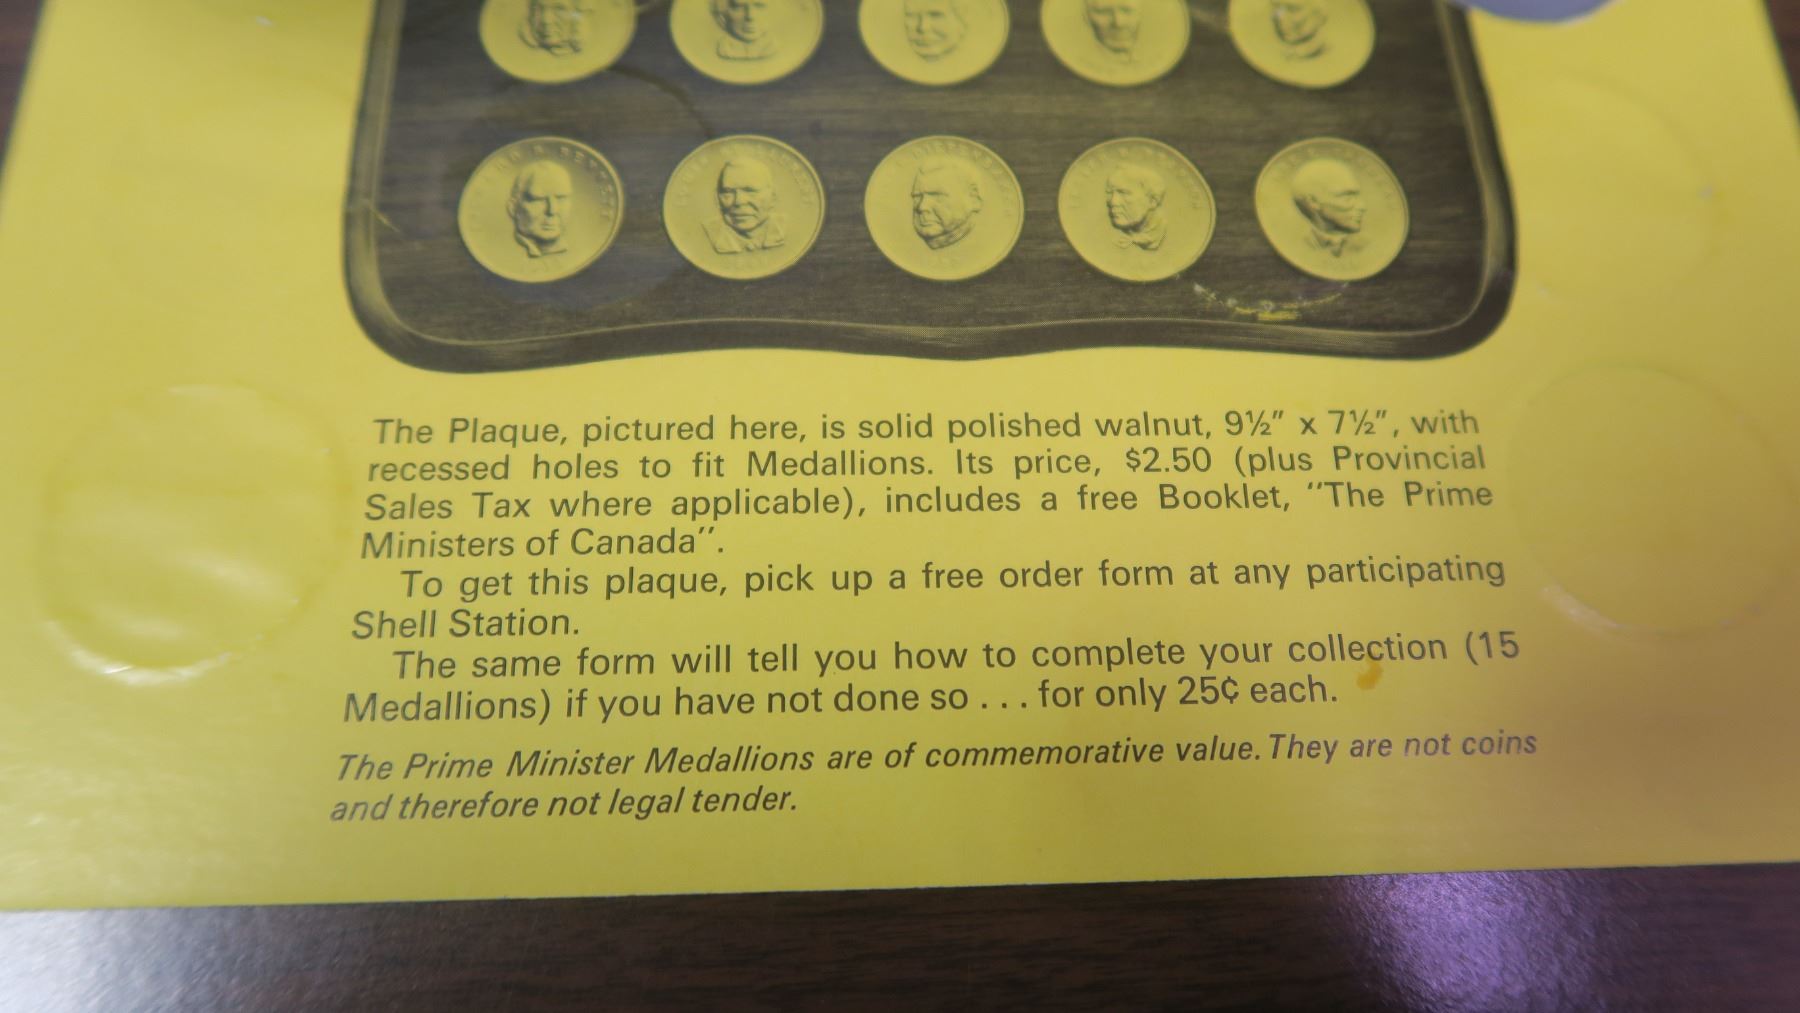 The Plaque, pictured here, is solid polished walnut, 9½" x 7½", with
recessed holes to fit Medallions. Its price, $2.50 (plus Provincial
Sales Tax where applicable), includes a free Booklet, "The Prime
Ministers of Canada".
To get this plaque, pick up a free order form at any participating
Shell Station.
The same form will tell you how to complete your collection (15
Medallions) if you have not done so . . . for only 25¢ each.
The Prime Minister Medallions are of commemorative value. They are not coins
and therefore not legal tender.